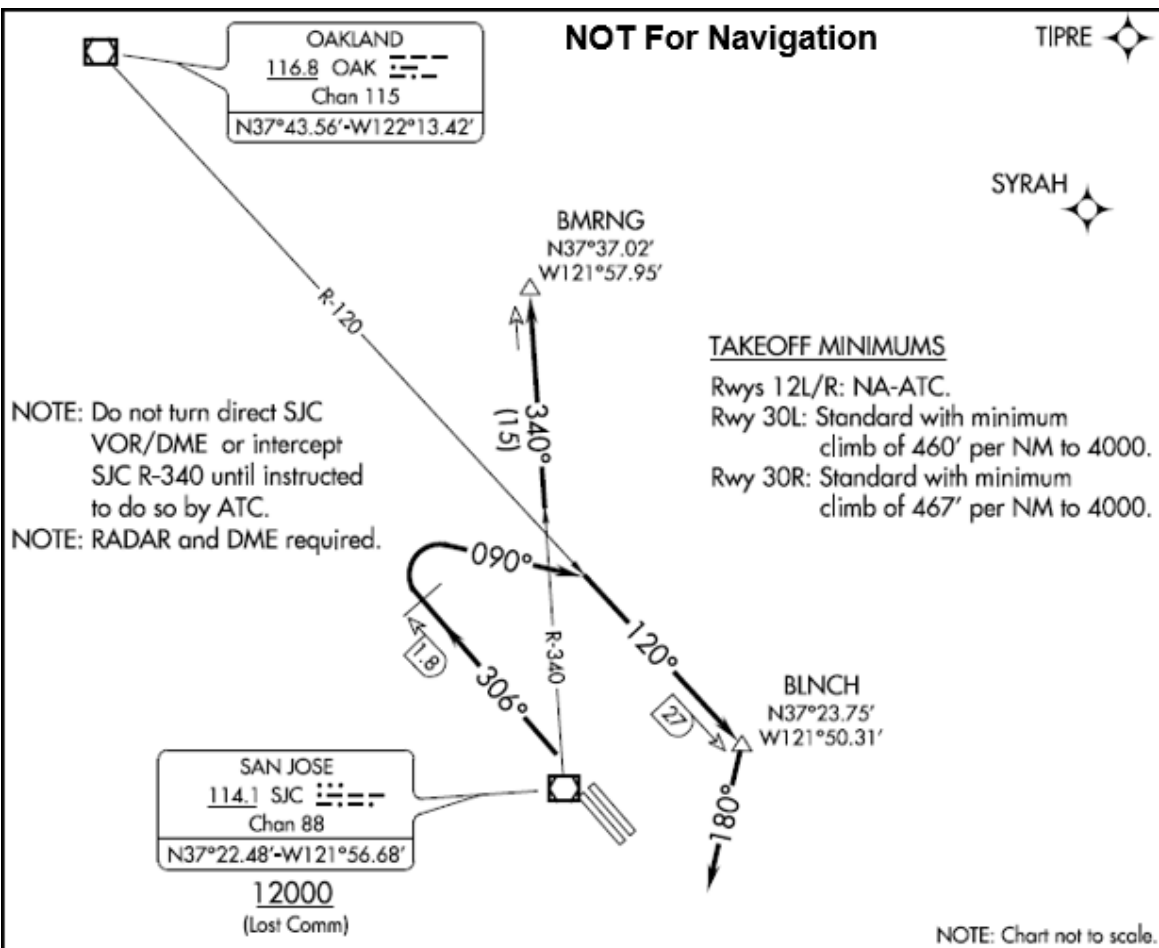 NOT For Navigation
OAKLAND
116.8 OAK
Chan 115
N37°43.56'-W122°13.42'
TIPRE
SYRAH
BMRNG
N37°37.02'
W121°57.95'
R-120
340°
(15)
TAKEOFF MINIMUMS
Rwys 12L/R: NA-ATC.
Rwy 30L: Standard with minimum
climb of 460' per NM to 4000.
Rwy 30R: Standard with minimum
climb of 467' per NM to 4000.
NOTE: Do not turn direct SJC
VOR/DME or intercept
SJC R-340 until instructed
to do so by ATC.
NOTE: RADAR and DME required.
090°
1.8
306°
R-340
120°
27
BLNCH
N37°23.75'
W121°50.31'
180°
SAN JOSE
114.1 SJC
Chan 88
N37°22.48'-W121°56.68'
12000
(Lost Comm)
NOTE: Chart not to scale.